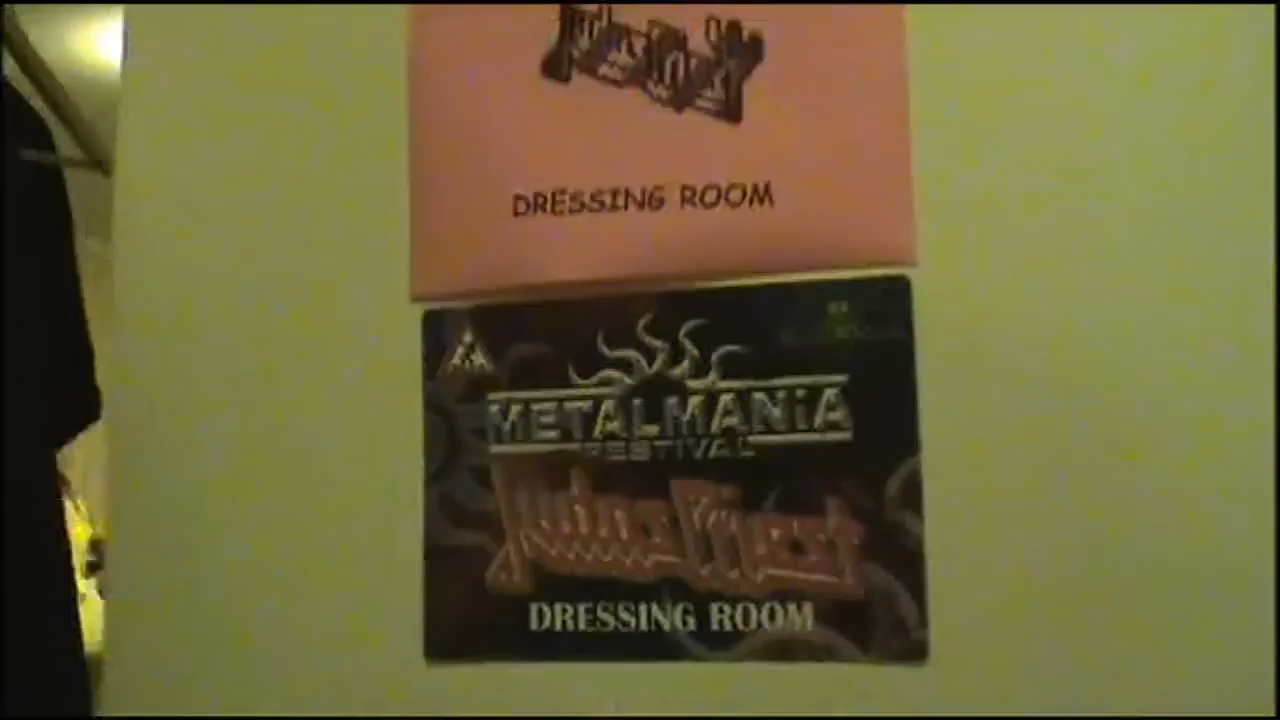 Judas Priest
DRESSING ROOM
METALMANiA
FESTIVAL
Judas Priest
DRESSING ROOM